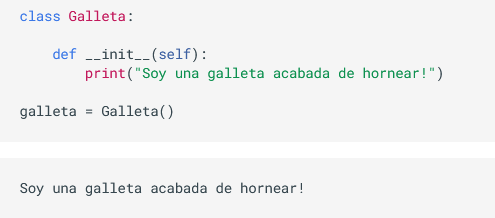 class Galleta:
    def __init__(self):
        print("Soy una galleta acabada de hornear!")
galleta = Galleta()
Soy una galleta acabada de hornear!